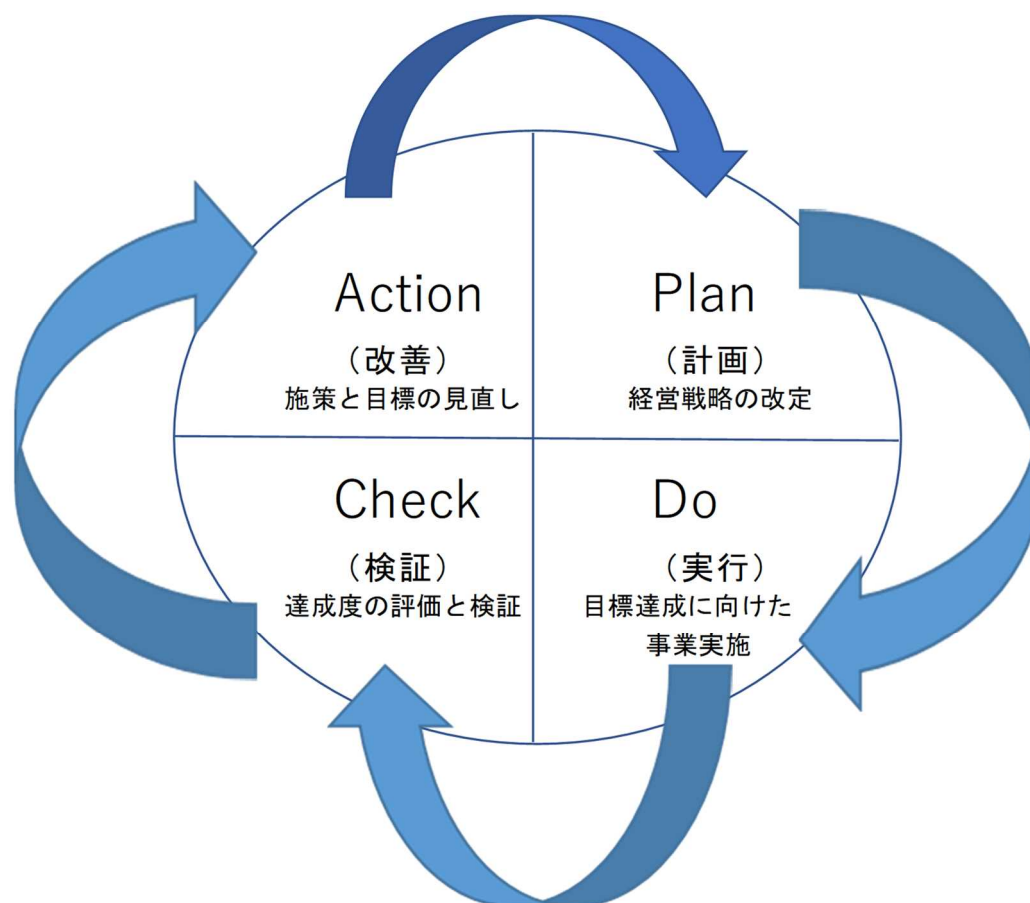 Action
（改善）
施策と目標の見直し
Plan
（計画）
経営戦略の改定
Check
（検証）
達成度の評価と検証
Do
（実行）
目標達成に向けた
事業実施